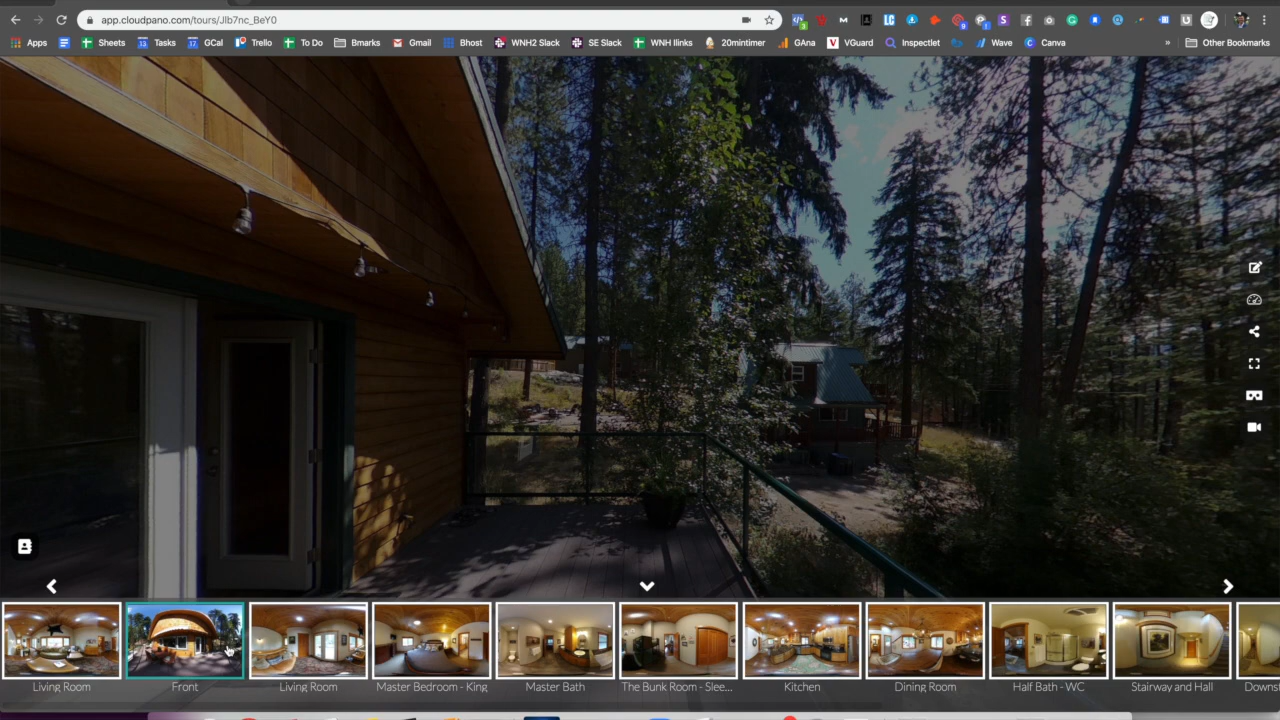 app.cloudpano.com/tours/Jlb7nc_BeY0
Apps Sheets Tasks GCal Trello To Do Bmarks Gmail Bhost WNH2 Slack SE Slack WNH Ilinks 20mintimer GAna VGuard Inspectlet Wave Canva » Other Bookmarks
Living Room Front Living Room Master Bedroom - King Master Bath The Bunk Room - Slee... Kitchen Dining Room Half Bath - WC Stairway and Hall Downs